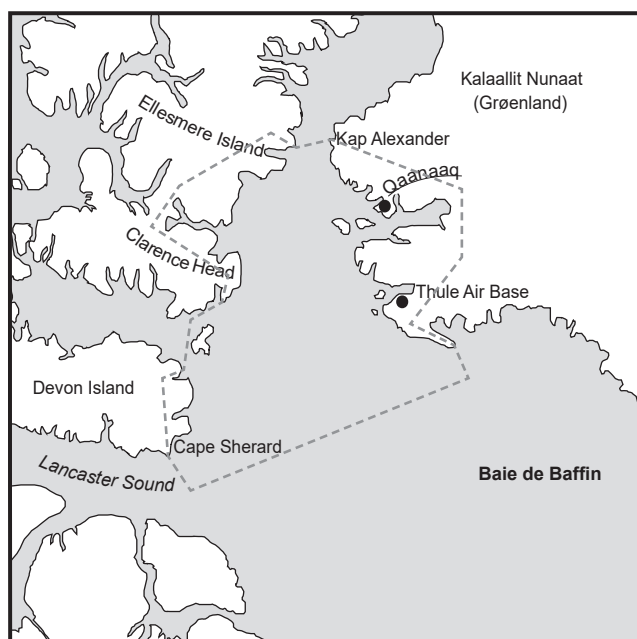 Kalaallit Nunaat
(Grøenland)
Ellesmere Island
Kap Alexander
Qaanaaq
Clarence Head
Thule Air Base
Devon Island
Cape Sherard
Lancaster Sound
Baie de Baffin